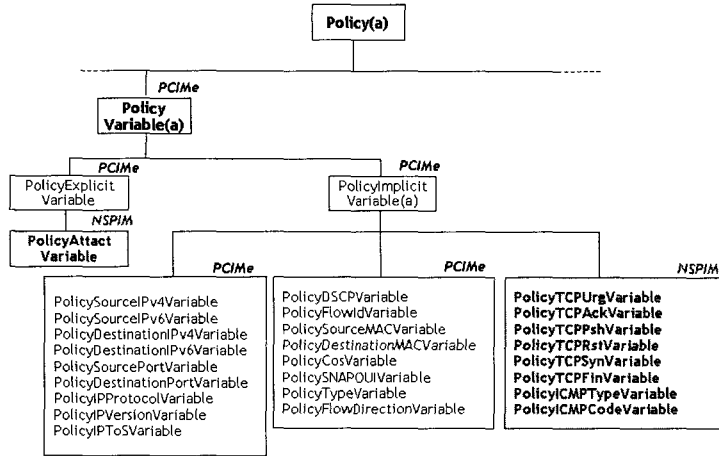 Policy(a)
PCIMe
Policy
Variable(a)
PCIMe
PolicyExplicit
Variable
NSPIM
PolicyAttact
Variable
PCIMe
PolicyImplicit
Variable(a)
PCIMe
PolicySourceIPv4Variable
PolicySourceIPv6Variable
PolicyDestinationIPv4Variable
PolicyDestinationIPv6Variable
PolicySourcePortVariable
PolicyDestinationPortVariable
PolicyIPProtocolVariable
PolicyIPVersionVariable
PolicyIPToSVariable
PCIMe
PolicyDSCPVariable
PolicyFlowIdVariable
PolicySourceMACVariable
PolicyDestinationMACVariable
PolicyCosVariable
PolicySNAPOUIVariable
PolicyTypeVariable
PolicyFlowDirectionVariable
NSPIM
PolicyTCPUrgVariable
PolicyTCPAckVariable
PolicyTCPPshVariable
PolicyTCPRstVariable
PolicyTCPSynVariable
PolicyTCPFinVariable
PolicyICMPTypeVariable
PolicyICMPCodeVariable